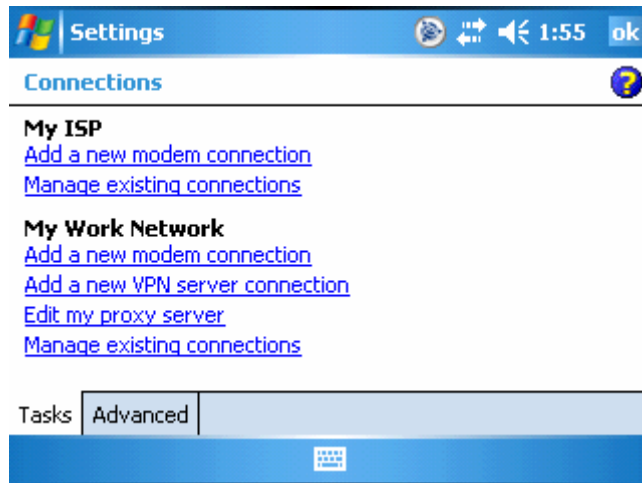 Settings 1:55 ok
Connections ?
My ISP
Add a new modem connection
Manage existing connections
My Work Network
Add a new modem connection
Add a new VPN server connection
Edit my proxy server
Manage existing connections
Tasks Advanced